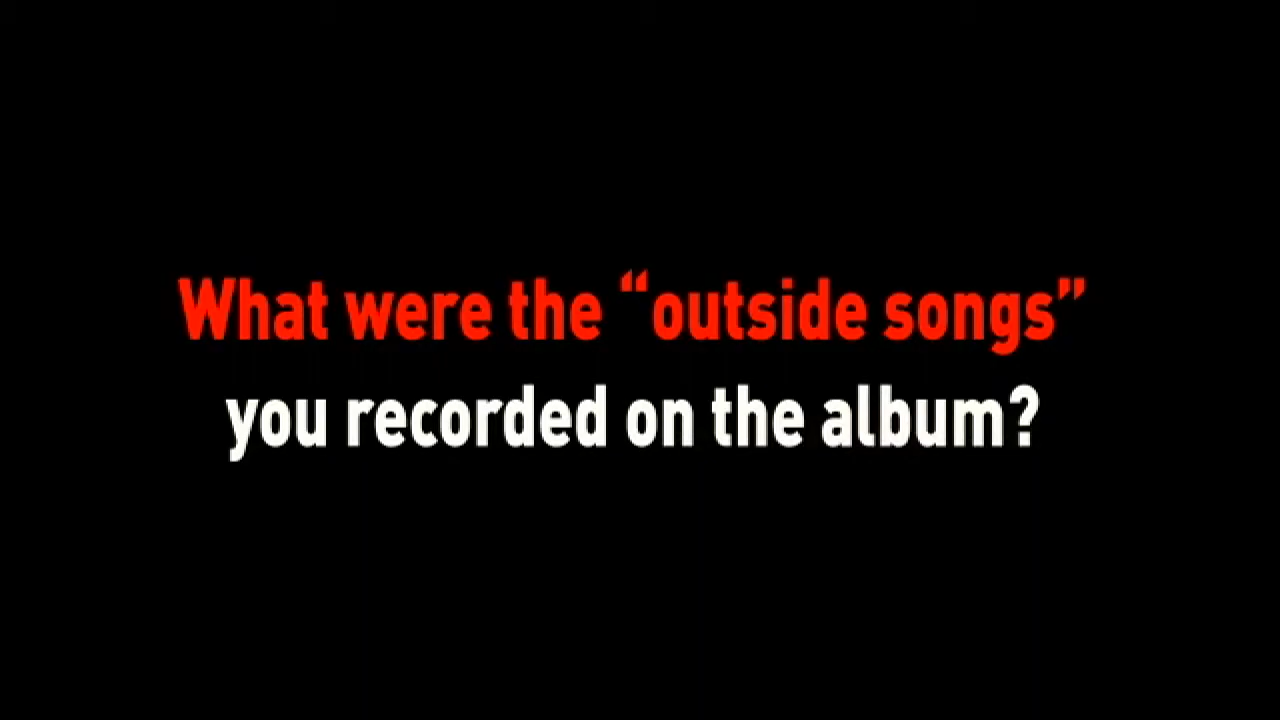 What were the “outside songs”
you recorded on the album?